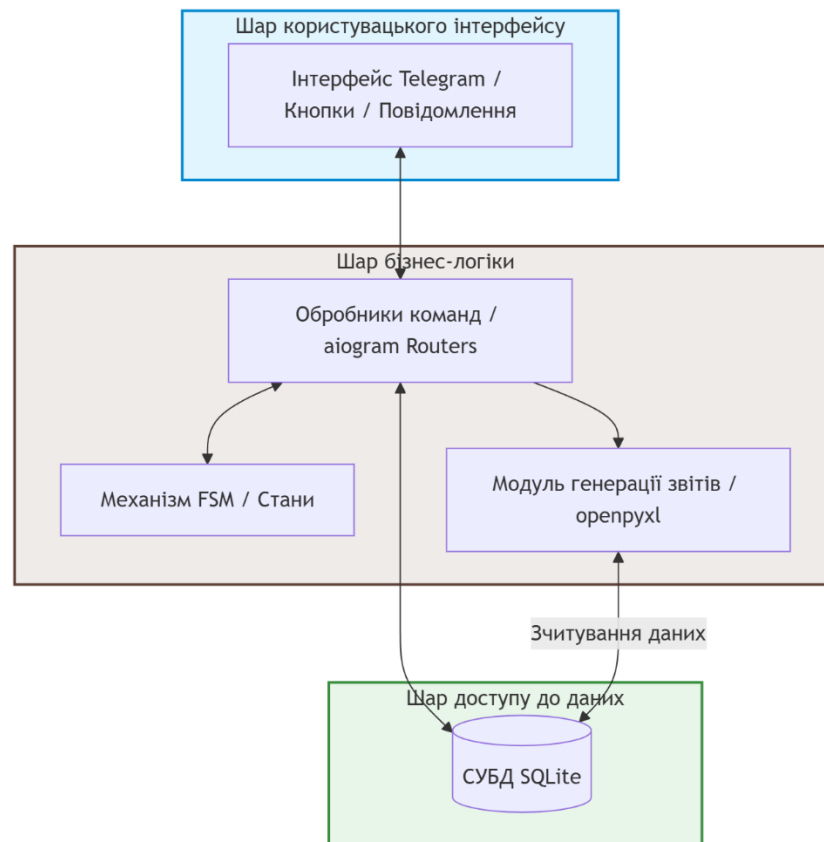 Шар користувацького інтерфейсу
Інтерфейс Telegram /
Кнопки / Повідомлення
Шар бізнес-логіки
Обробники команд /
aiogram Routers
Механізм FSM / Стани
Модуль генерації звітів /
openpyxl
Зчитування даних
Шар доступу до даних
СУБД SQLite